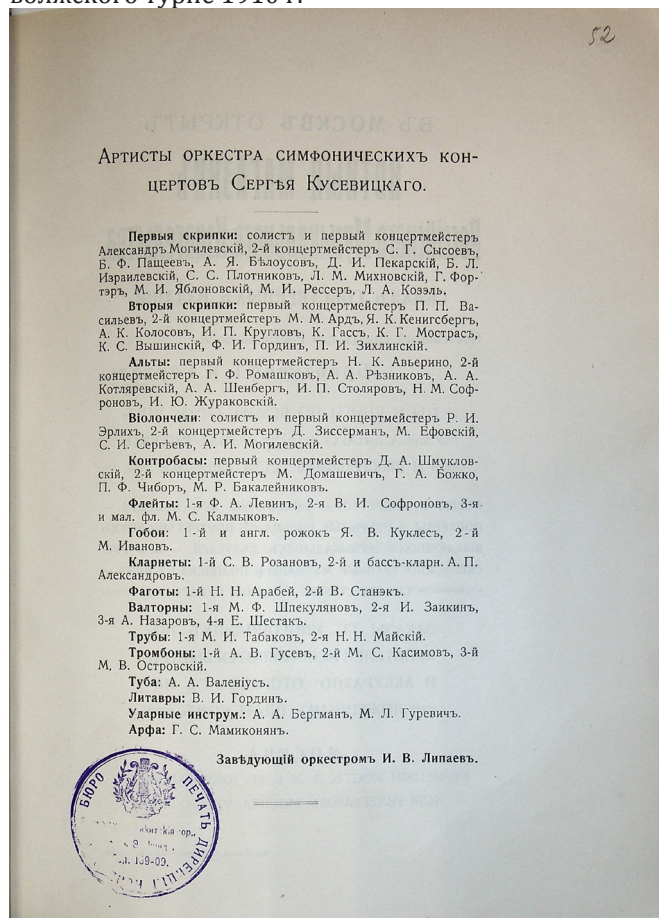 волжского турне 1910 г.
52
Артисты оркестра симфоническихъ кон-
цертовъ Сергѣя Кусевицкаго.
Первыя скрипки: солистъ и первый концертмейстеръ
Александръ Могилевскій, 2-й концертмейстеръ С. Г. Сысоевъ,
Б. Ф. Пащеевъ, А. Я. Бѣлоусовъ, Д. И. Пекарскій, Б. Л.
Израилевскій, С. С. Плотниковъ, Л. М. Михновскій, Г. Фор-
тэръ, М. И. Яблоновскій, М. И. Рессеръ, Л. А. Козэль.
Вторыя скрипки: первый концертмейстеръ П. П. Ва-
сильевъ, 2-й концертмейстеръ М. М. Ардъ, Я. К. Кенигсбергъ,
А. К. Колосовъ, И. П. Кругловъ, К. Гассъ, К. Г. Мострасъ,
К. С. Вышинскій, Ф. И. Гординъ, П. И. Зихлинскій.
Альты: первый концертмейстеръ Н. К. Авьерино, 2-й
концертмейстеръ Г. Ф. Ромашковъ, А. А. Рѣзниковъ, А. А.
Котляревскій, А. А. Шенбергъ, И. П. Столяровъ, Н. М. Соф-
роновъ, И. Ю. Жураковскій.
Віолончели: солистъ и первый концертмейстеръ Р. И.
Эрлихъ, 2-й концертмейстеръ Д. Зиссерманъ, М. Ефовскій,
С. И. Сергѣевъ, А. И. Могилевскій.
Контробасы: первый концертмейстеръ Д. А. Шмуклов-
скій, 2-й концертмейстеръ М. Домашевичъ, Г. А. Божко,
П. Ф. Чиборъ, М. Р. Бакалейниковъ.
Флейты: 1-я Ф. А. Левинъ, 2-я В. И. Софроновъ, 3-я
и мал. фл. М. С. Калмыковъ.
Гобои: 1-й и англ. рожокъ Я. В. Куклесъ, 2-й
М. Ивановъ.
Кларнеты: 1-й С. В. Розановъ, 2-й и бассъ-кларн. А. П.
Александровъ.
Фаготы: 1-й Н. Н. Арабей, 2-й В. Станэкъ.
Валторны: 1-я М. Ф. Шпекуляновъ, 2-я И. Заикинъ,
3-я А. Назаровъ, 4-я Е. Шестакъ.
Трубы: 1-я М. И. Табаковъ, 2-я Н. Н. Майскій.
Тромбоны: 1-й А. В. Гусевъ, 2-й М. С. Касимовъ, 3-й
М. В. Островскій.
Туба: А. А. Валеніусъ.
Литавры: В. И. Гординъ.
Ударные инструм.: А. А. Бергманъ, М. Л. Гуревичъ.
Арфа: Г. С. Мамиконянъ.
Завѣдующій оркестромъ И. В. Липаевъ.
БЮРО ПЕЧАТЬ